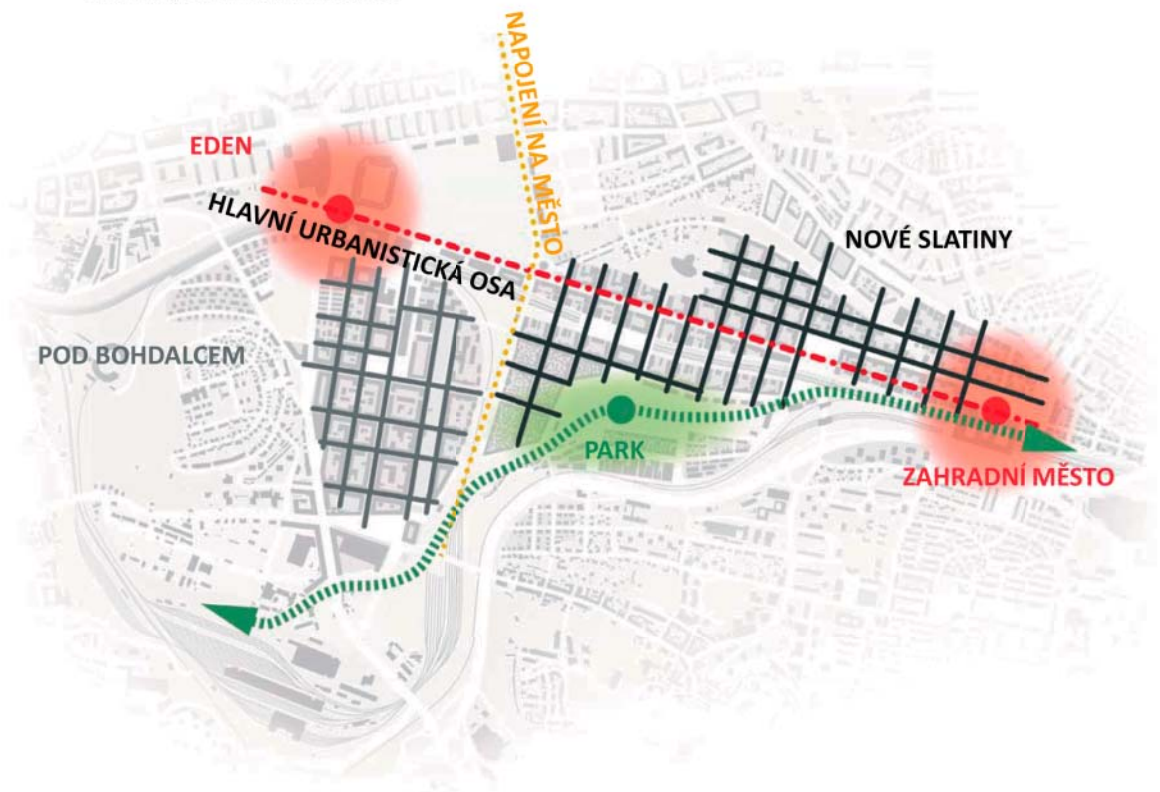 NAPOJENÍ NA MĚSTO
EDEN
HLAVNÍ URBANISTICKÁ OSA
NOVÉ SLATINY
POD BOHDALCEM
PARK
ZAHRADNÍ MĚSTO